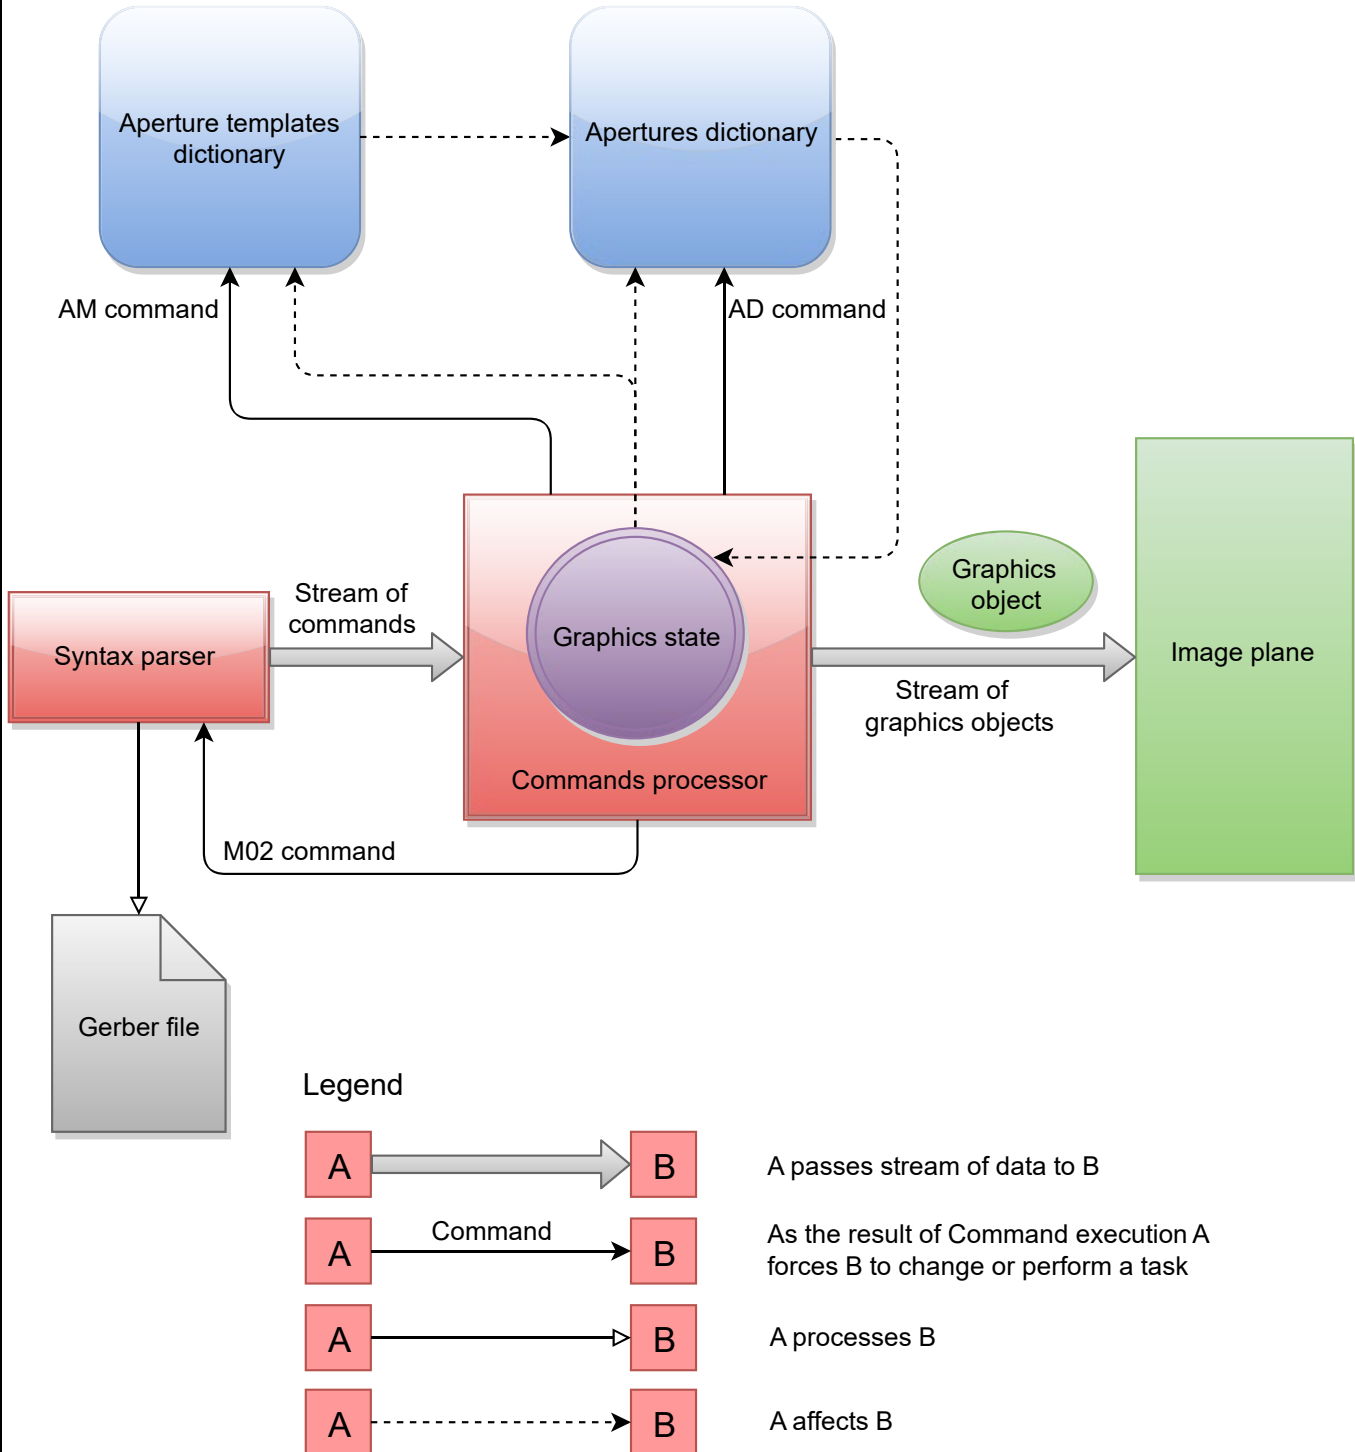 Aperture templates
dictionary
Apertures dictionary
AM command
AD command
Stream of
commands
Syntax parser
Graphics state
Commands processor
Graphics
object
Stream of
graphics objects
Image plane
M02 command
Gerber file
Legend
A
B
A passes stream of data to B
A
Command
B
As the result of Command execution A
forces B to change or perform a task
A
B
A processes B
A
B
A affects B